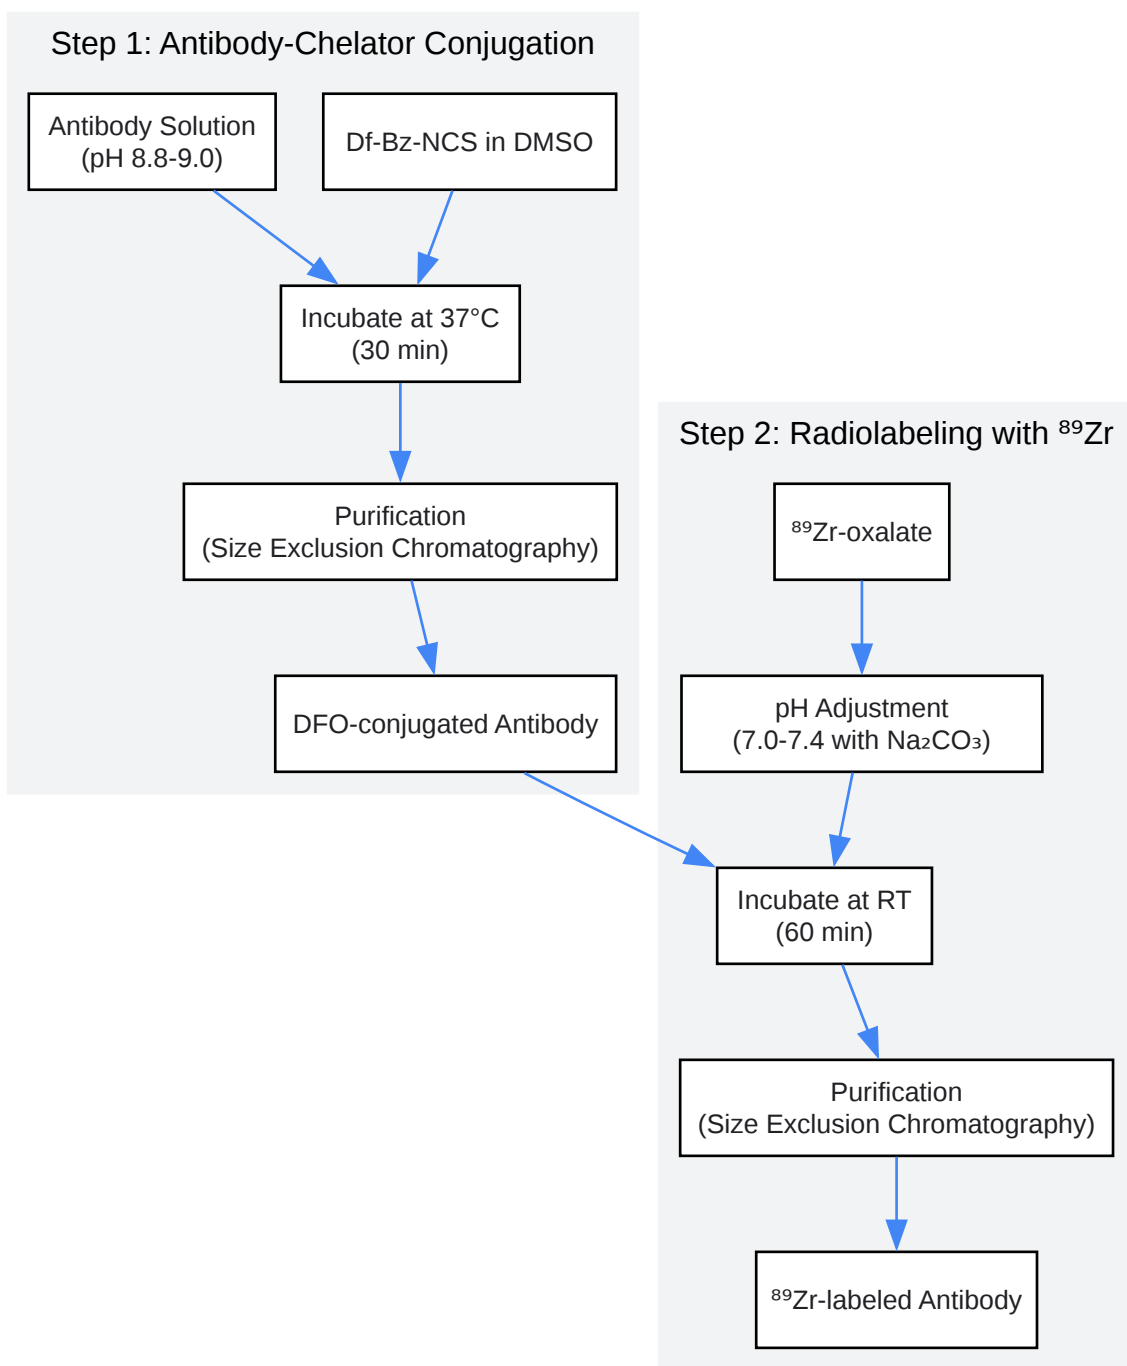 Step 1: Antibody-Chelator Conjugation
Antibody Solution
(pH 8.8-9.0)
Df-Bz-NCS in DMSO
Incubate at 37°C
(30 min)
Purification
(Size Exclusion Chromatography)
DFO-conjugated Antibody
Step 2: Radiolabeling with ⁸⁹Zr
⁸⁹Zr-oxalate
pH Adjustment
(7.0-7.4 with Na₂CO₃)
Incubate at RT
(60 min)
Purification
(Size Exclusion Chromatography)
⁸⁹Zr-labeled Antibody